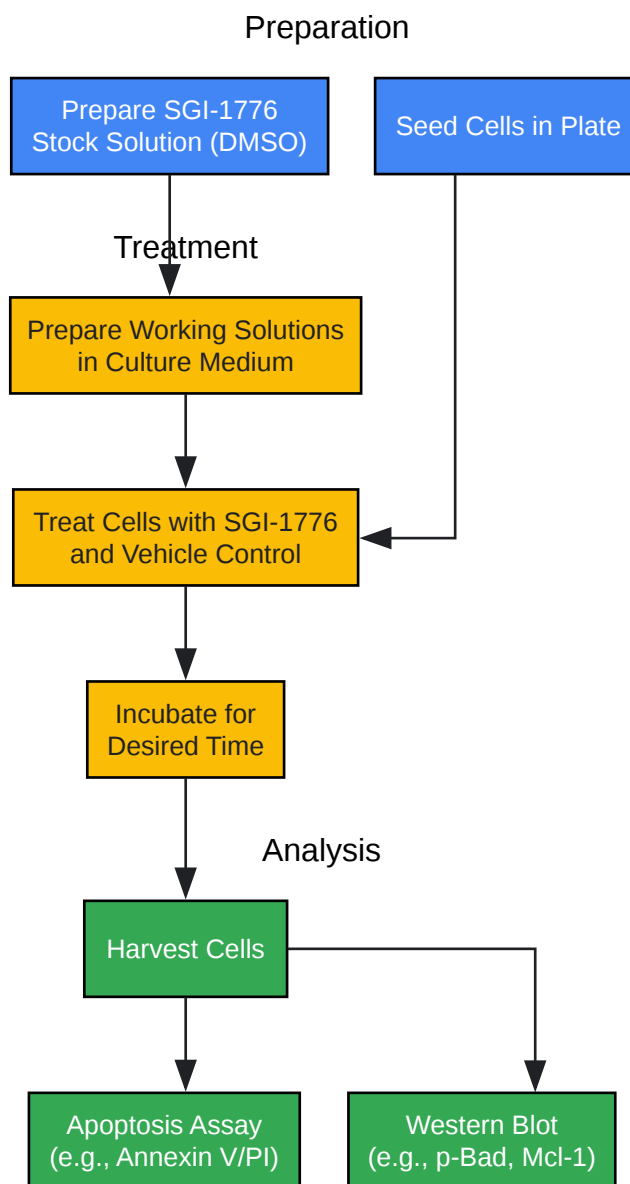 Preparation
Prepare SGI-1776
Stock Solution (DMSO)
Seed Cells in Plate
Treatment
Prepare Working Solutions
in Culture Medium
Treat Cells with SGI-1776
and Vehicle Control
Incubate for
Desired Time
Analysis
Harvest Cells
Apoptosis Assay
(e.g., Annexin V/PI)
Western Blot
(e.g., p-Bad, Mcl-1)